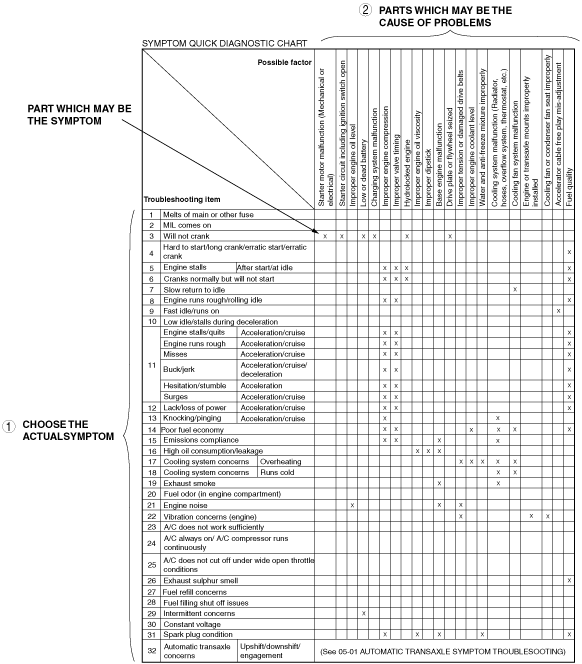 ② PARTS WHICH MAY BE THE
CAUSE OF PROBLEMS
SYMPTOM QUICK DIAGNOSTIC CHART
Possible factor
PART WHICH MAY BE
THE SYMPTOM
Troubleshooting item
Starter motor malfunction (Mechanical or
electrical)
Starter circuit including ignition switch open
Improper engine oil level
Low or dead battery
Charging system malfunction
Improper engine compression
Improper valve timing
Hydrolocked engine
Improper engine oil viscosity
Improper dipstick
Base engine malfunction
Drive plate or flywheel seized
Improper tension or damaged drive belts
Improper engine coolant level
Water and anti-freeze mixture improperly
Cooling system malfunction (Radiator,
hoses, overflow system, thermostat, etc.)
Cooling fan system malfunction
Engine or transaxle mounts improperly
installed
Cooling fan or condenser fan seat improperly
Accelerator cable free play mis-adjustment
Fuel quality
1 Melts of main or other fuse
2 MIL comes on
3 Will not crank x x x x x x
4 Hard to start/long crank/erratic start/erratic
crank x
5 Engine stalls After start/at idle x x x x
6 Cranks normally but will not start x x x x
7 Slow return to idle x
8 Engine runs rough/rolling idle x x x
9 Fast idle/runs on x
10 Low idle/stalls during deceleration
11
Engine stalls/quits Acceleration/cruise x x x
Engine runs rough Acceleration/cruise x x x
Misses Acceleration/cruise x x x
Buck/jerk Acceleration/cruise/
deceleration x x x
Hesitation/stumble Acceleration x x x
Surges Acceleration/cruise x x x
12 Lack/loss of power Acceleration/cruise x x x
13 Knocking/pinging Acceleration/cruise x x
14 Poor fuel economy x x x x x x
15 Emissions compliance x x x x
16 High oil consumption/leakage x x x
17 Cooling system concerns Overheating x x x x x
18 Cooling system concerns Runs cold x x
19 Exhaust smoke x x
20 Fuel odor (in engine compartment)
21 Engine noise x x x
22 Vibration concerns (engine) x x x
23 A/C does not work sufficiently
24 A/C always on/ A/C compressor runs
continuously
25 A/C does not cut off under wide open throttle
conditions
26 Exhaust sulphur smell x
27 Fuel refill concerns
28 Fuel filling shut off issues
29 Intermittent concerns x
30 Constant voltage
31 Spark plug condition x x x x x
32 Automatic transaxle
concerns Upshift/downshift/
engagement (See 05-01 AUTOMATIC TRANSAXLE SYMPTOM TROUBLESOOTING)
① CHOOSE THE
ACTUALSYMPTOM